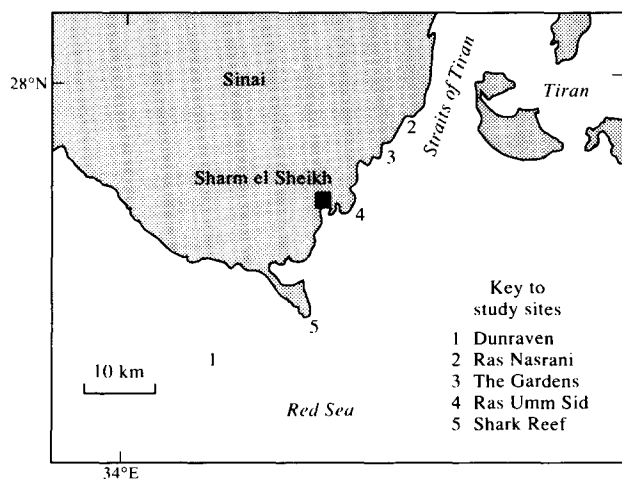 28°N
Sinai
Straits of Tiran
Tiran
2
3
Sharm el Sheikh
4
5
1
10 km
Red Sea
34°E
Key to
study sites
1 Dunraven
2 Ras Nasrani
3 The Gardens
4 Ras Umm Sid
5 Shark Reef